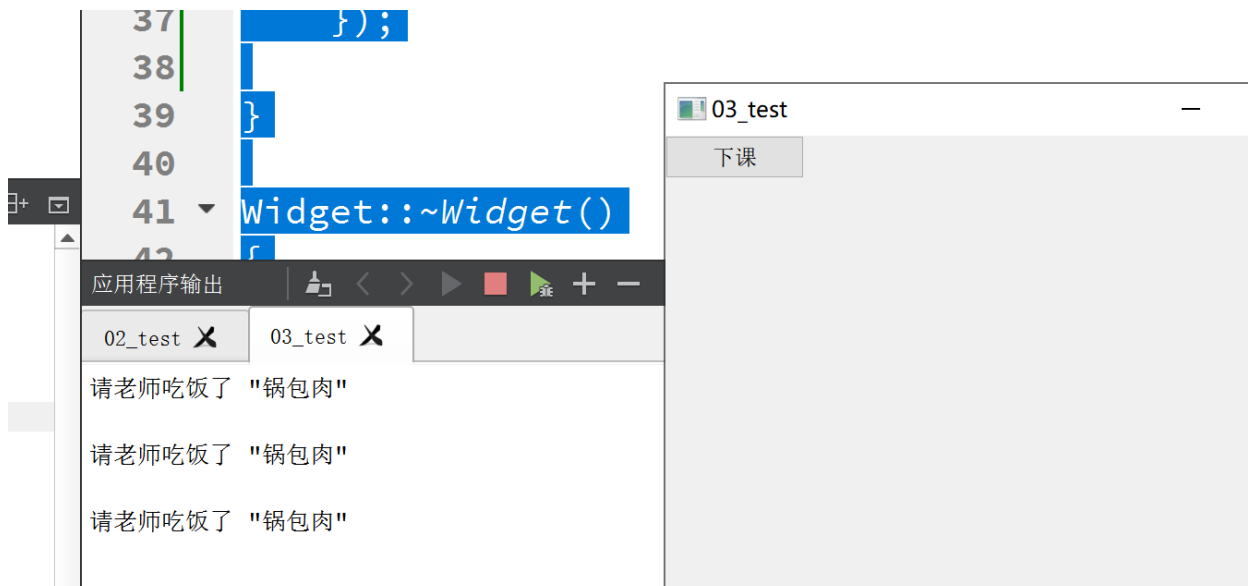 37 });
38
39 }
40
41 Widget::~Widget()
42 {
03_test
下课
应用程序输出
02_test
03_test
请老师吃饭了 "锅包肉"
请老师吃饭了 "锅包肉"
请老师吃饭了 "锅包肉"